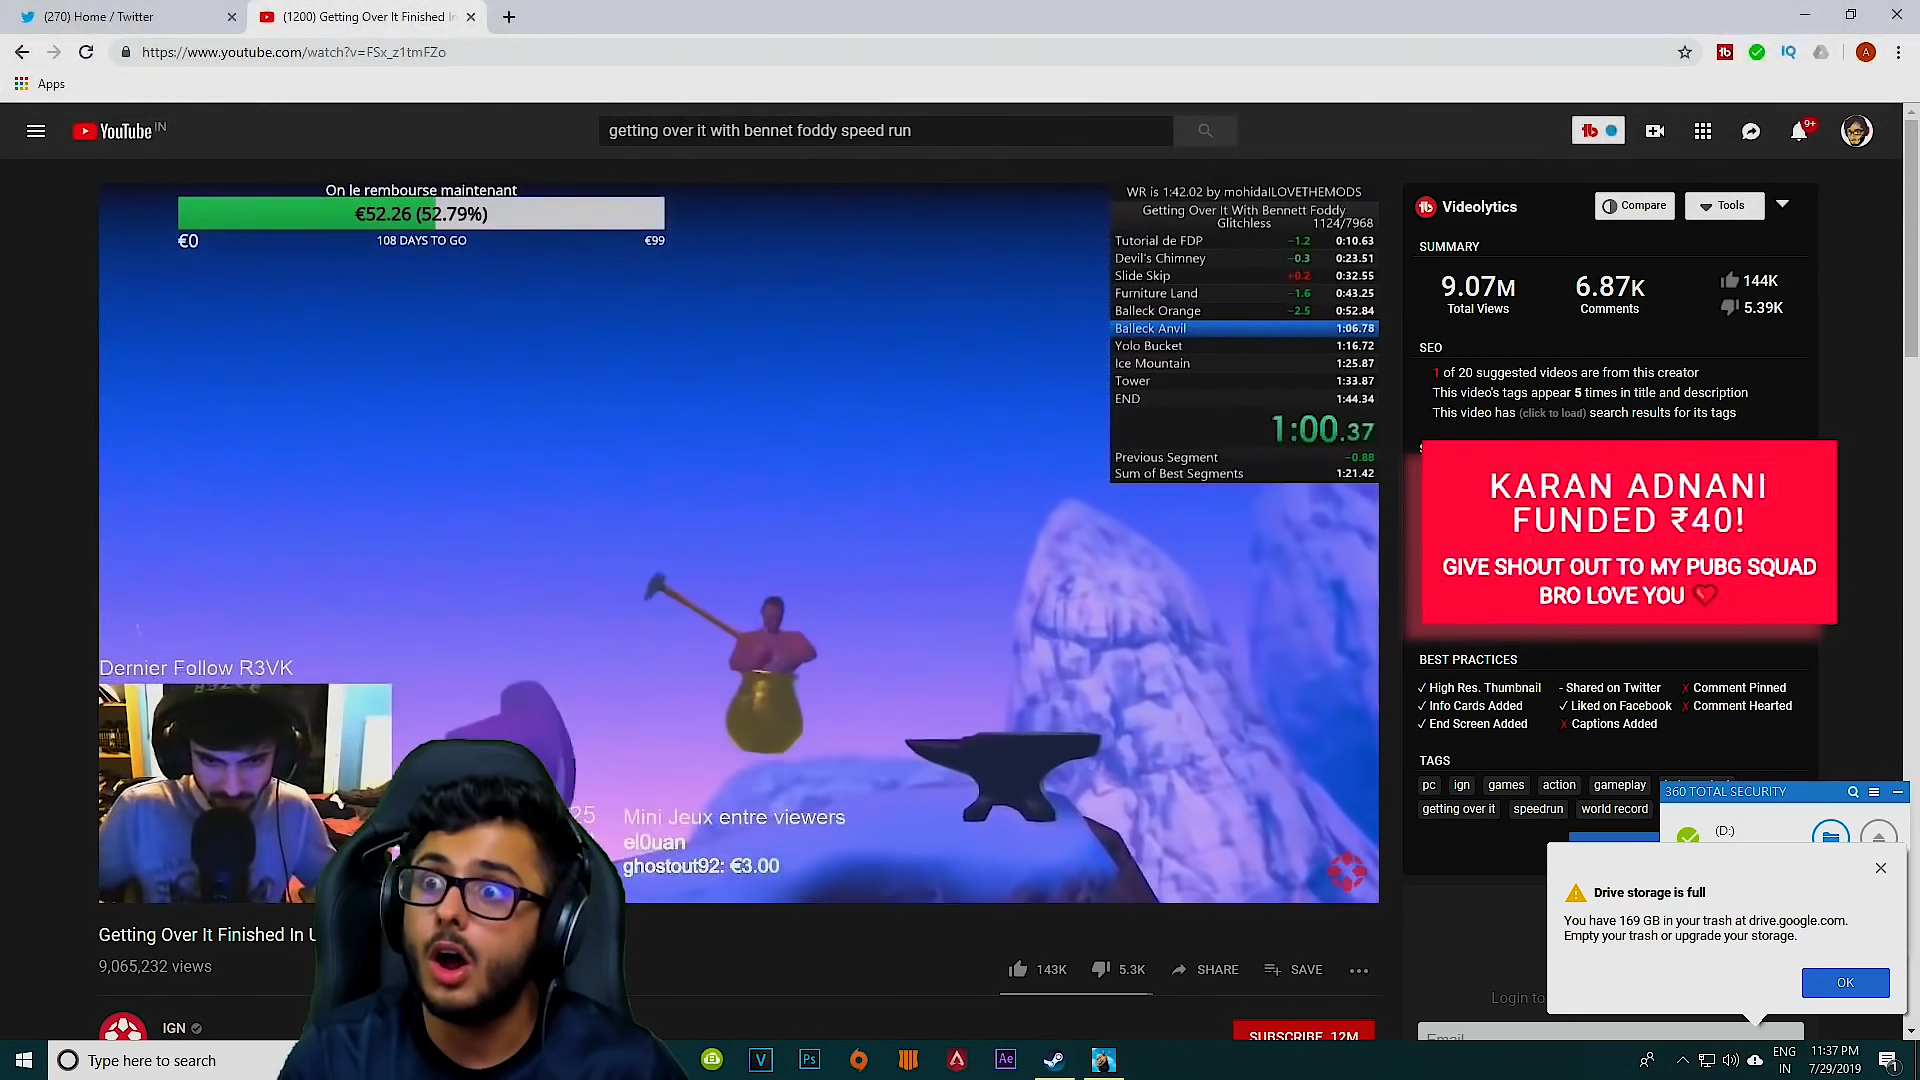 (270) Home / Twitter
(1200) Getting Over It Finished In
https://www.youtube.com/watch?v=FSx_z1tmFZo
A
Apps
YouTube IN
getting over it with bennet foddy speed run
9+
On le rembourse maintenant
€52.26 (52.79%)
€0 108 DAYS TO GO €99
WR is 1:42.02 by mohidalLOVETHEMODS
Getting Over It With Bennett Foddy
Glitchless 1124/7968
Tutorial de FDP −1.2 0:10.63
Devil's Chimney −0.3 0:23.51
Slide Skip +0.2 0:32.55
Furniture Land −1.6 0:43.25
Balleck Orange −2.5 0:52.84
Balleck Anvil 1:06.78
Yolo Bucket 1:16.72
Ice Mountain 1:25.87
Tower 1:33.87
END 1:44.34
1:00.37
Previous Segment −0.88
Sum of Best Segments 1:21.42
Dernier Follow R3VK
25
Mini Jeux entre viewers
el0uan
ghostout92: €3.00
Getting Over It Finished In U
9,065,232 views
143K 5.3K SHARE SAVE
IGN
SUBSCRIBE 12M
Videolytics Compare Tools
SUMMARY
9.07M 6.87K 144K
Total Views Comments 5.39K
SEO
1 of 20 suggested videos are from this creator
This video's tags appear 5 times in title and description
This video has (click to load) search results for its tags
KARAN ADNANI
FUNDED ₹40!
GIVE SHOUT OUT TO MY PUBG SQUAD
BRO LOVE YOU ❤
BEST PRACTICES
✓ High Res. Thumbnail - Shared on Twitter ✗ Comment Pinned
✓ Info Cards Added ✓ Liked on Facebook ✗ Comment Hearted
✓ End Screen Added ✗ Captions Added
TAGS
pc ign games action gameplay
getting over it speedrun world record
360 TOTAL SECURITY
(D:)
Drive storage is full
You have 169 GB in your trash at drive.google.com.
Empty your trash or upgrade your storage.
OK
Login to
Email
Type here to search
V Ps Ae
ENG 11:37 PM
IN 7/29/2019
1